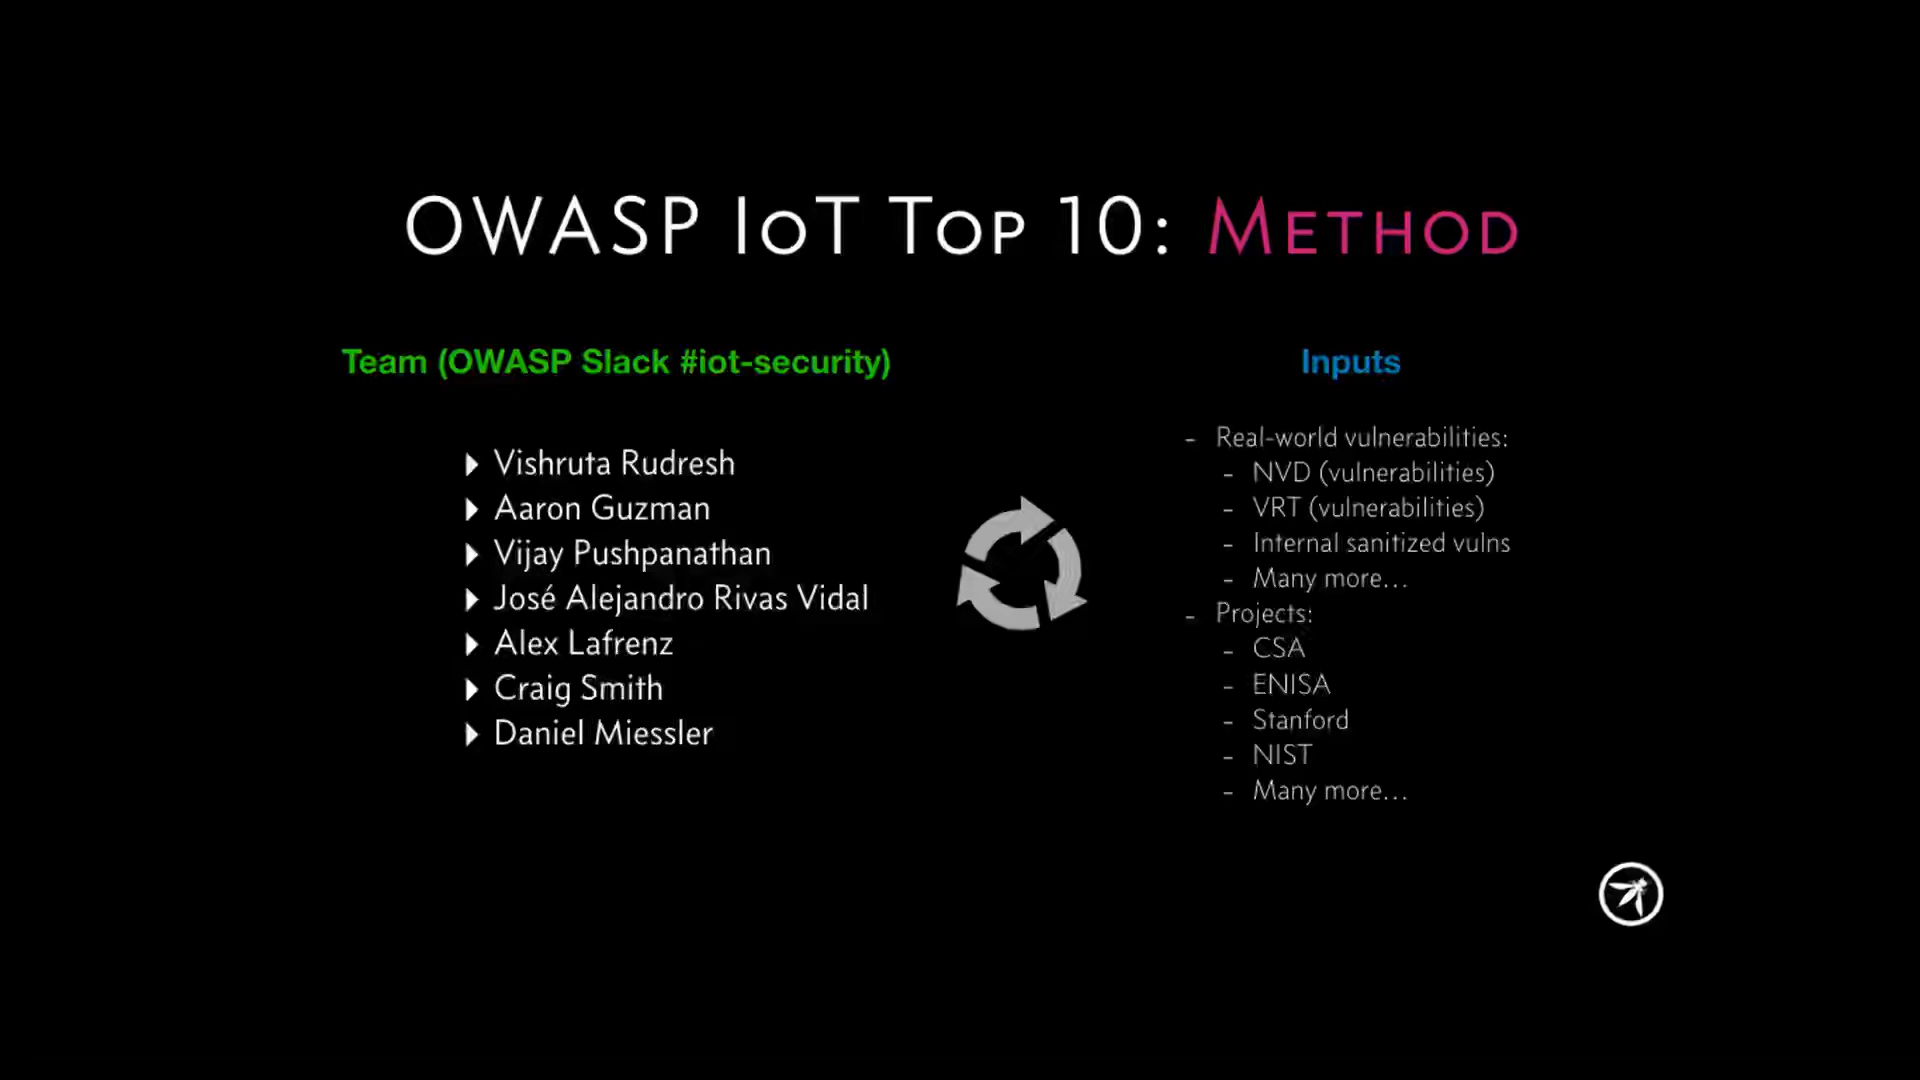 OWASP IoT Top 10: Method
Team (OWASP Slack #iot-security)
Vishruta Rudresh
Aaron Guzman
Vijay Pushpanathan
José Alejandro Rivas Vidal
Alex Lafrenz
Craig Smith
Daniel Miessler
Inputs
- Real-world vulnerabilities:
- NVD (vulnerabilities)
- VRT (vulnerabilities)
- Internal sanitized vulns
- Many more...
- Projects:
- CSA
- ENISA
- Stanford
- NIST
- Many more...